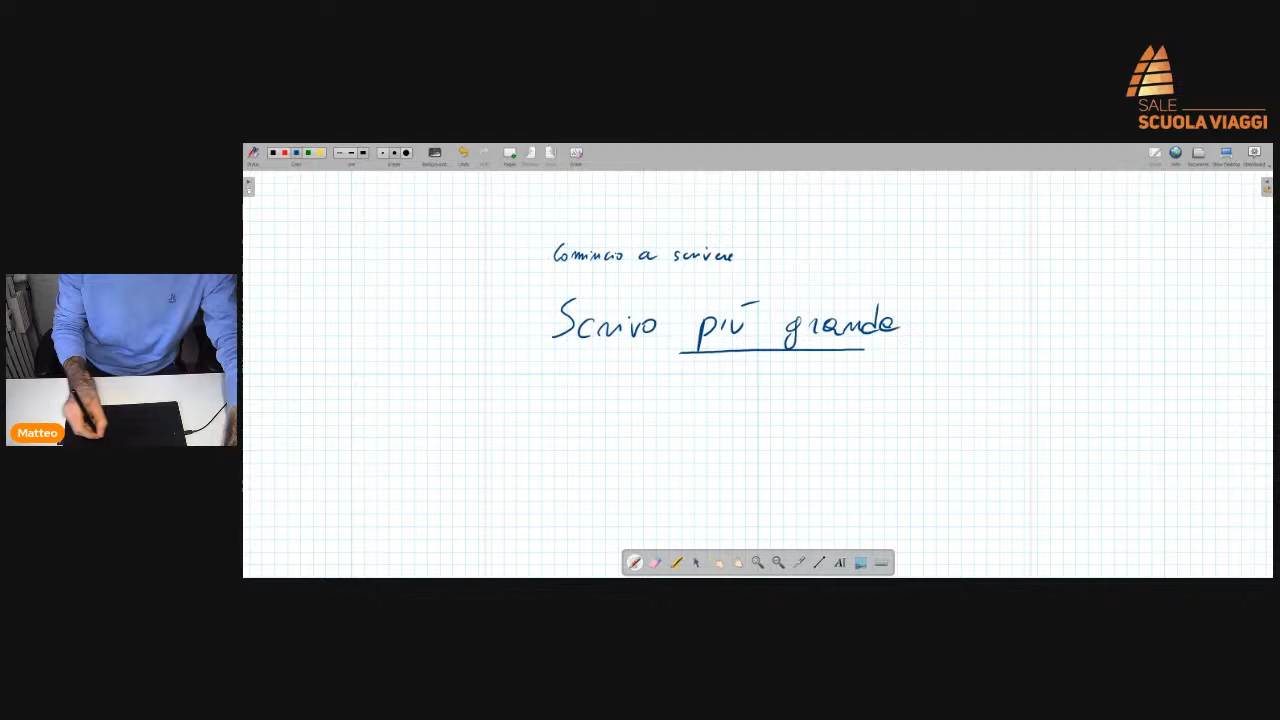 SALE
SCUOLA VIAGGI
Comincio a scrivere
Scrivo più grande
Matteo